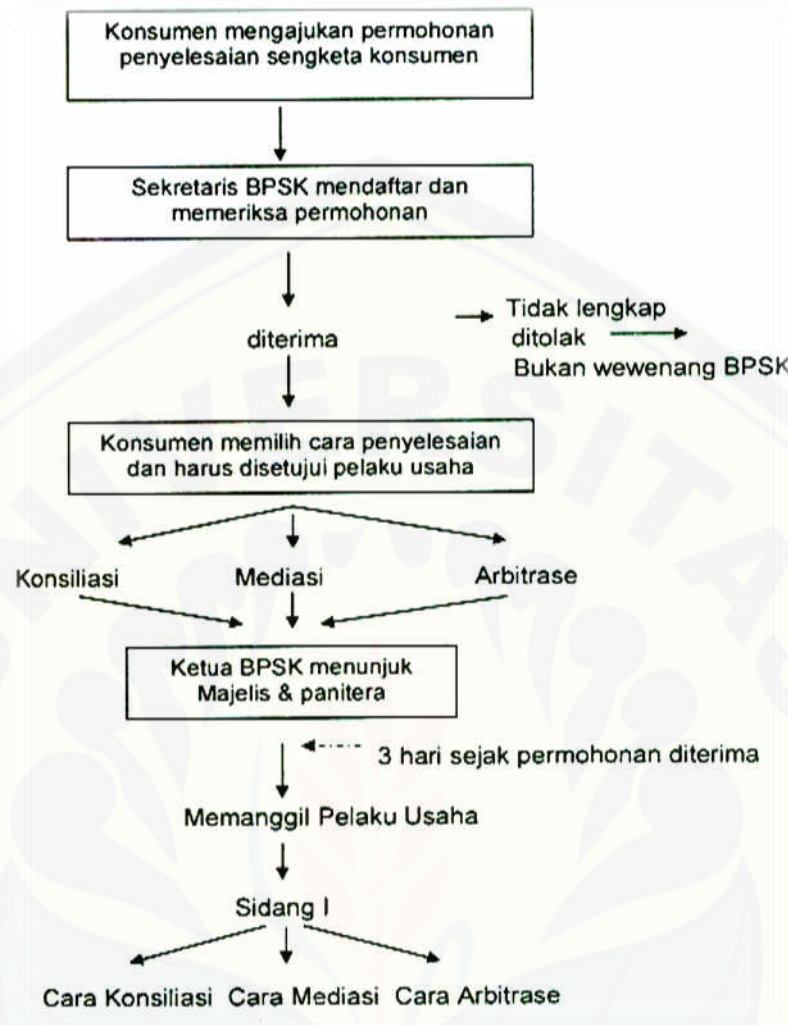 Konsumen mengajukan permohonan
penyelesaian sengketa konsumen
Sekretaris BPSK mendaftar dan
memeriksa permohonan
Tidak lengkap
diterima
ditolak
Bukan wewenang BPSK
Konsumen memilih cara penyelesaian
dan harus disetujui pelaku usaha
Konsiliasi Mediasi Arbitrase
Ketua BPSK menunjuk
Majelis & panitera
3 hari sejak permohonan diterima
Memanggil Pelaku Usaha
Sidang I
Cara Konsiliasi Cara Mediasi Cara Arbitrase
UNIVERSITAS